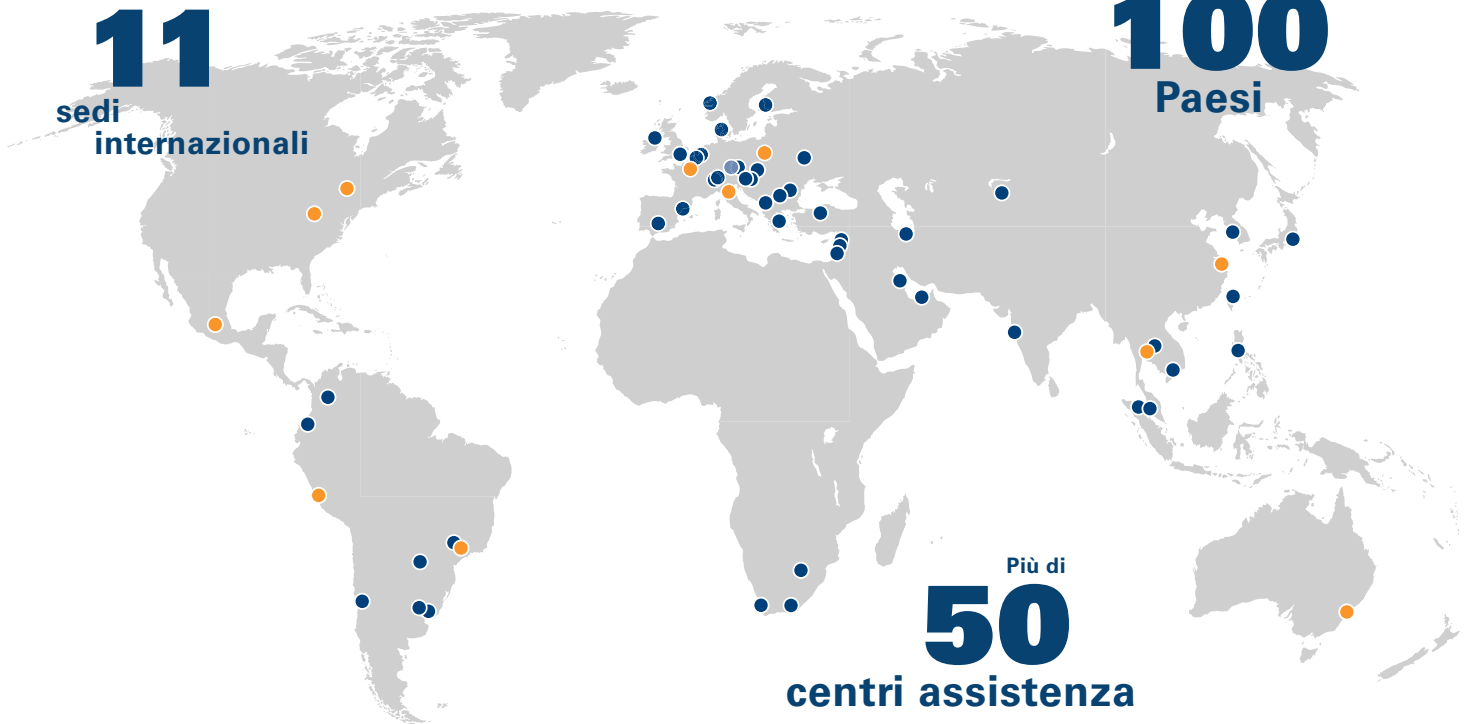 11
sedi
internazionali
100
Paesi
Più di
50
centri assistenza